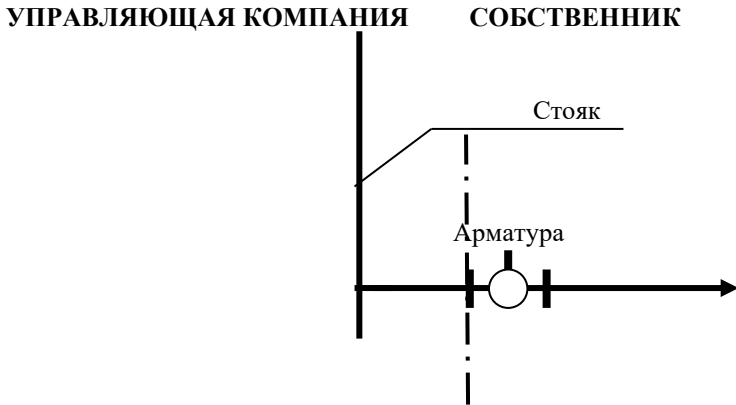 УПРАВЛЯЮЩАЯ КОМПАНИЯ СОБСТВЕННИК
Стояк
Арматура